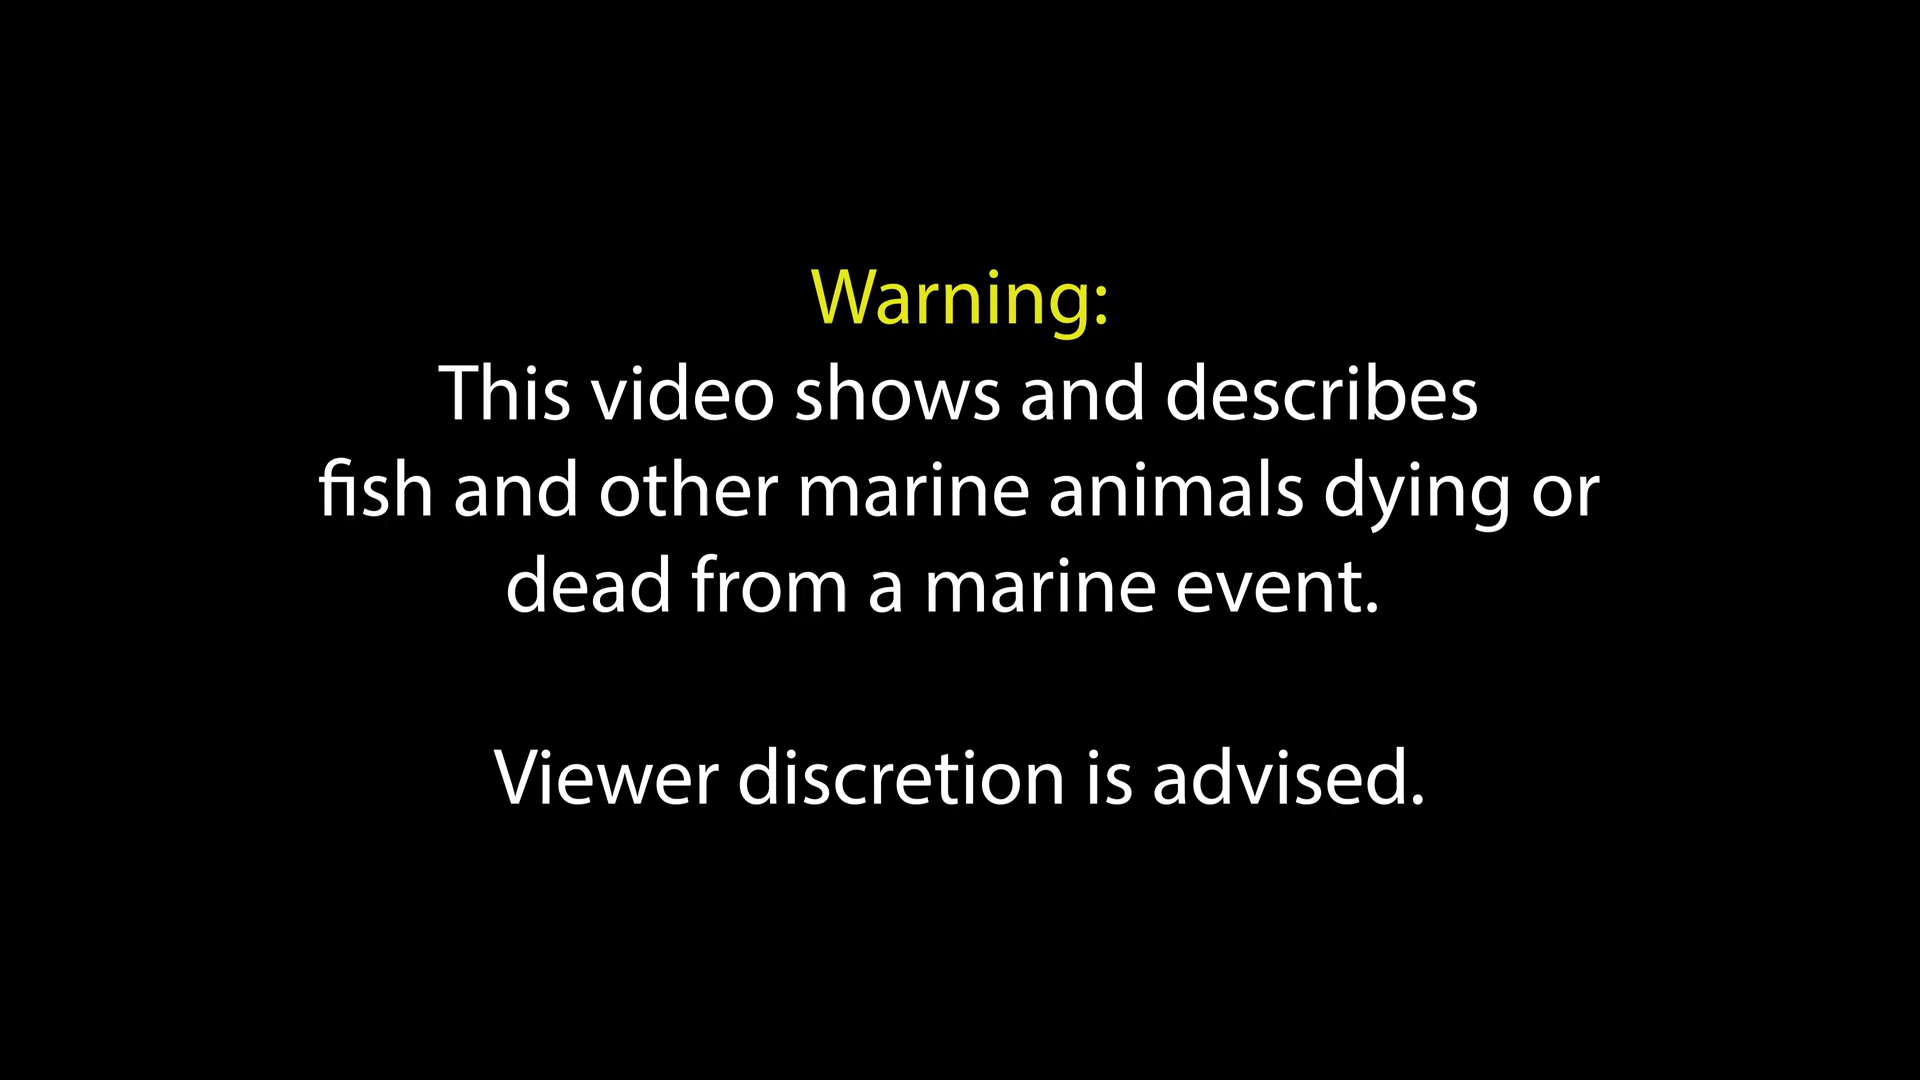 Warning:
This video shows and describes
fish and other marine animals dying or
dead from a marine event.
Viewer discretion is advised.